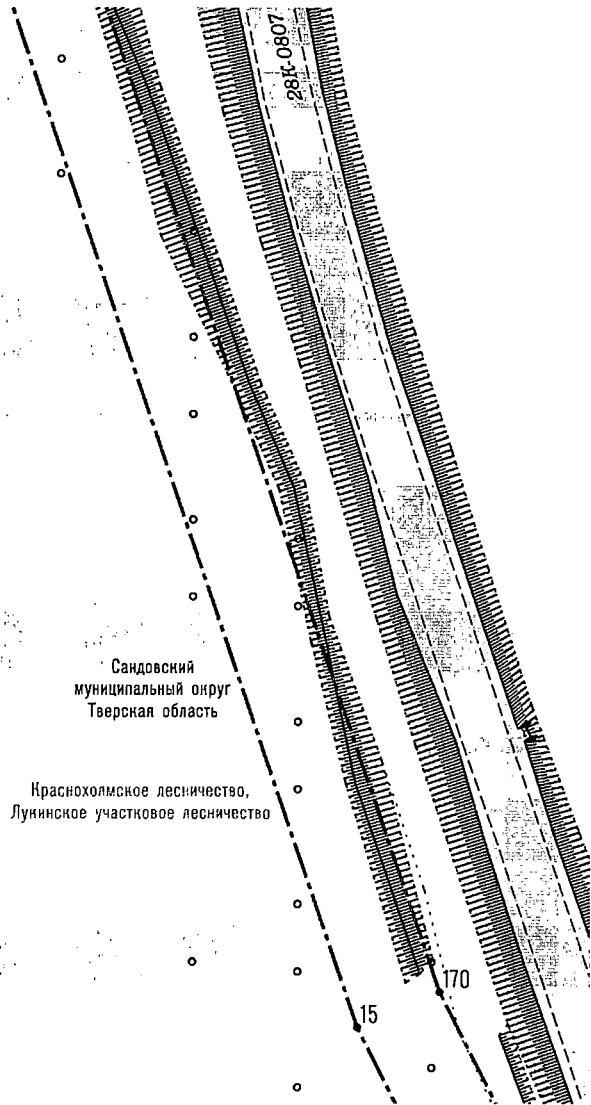 28К-0807
Сандовский
муниципальный округ
Тверская область
Краснохолмское лесничество,
Лукинское участковое лесничество
170
15